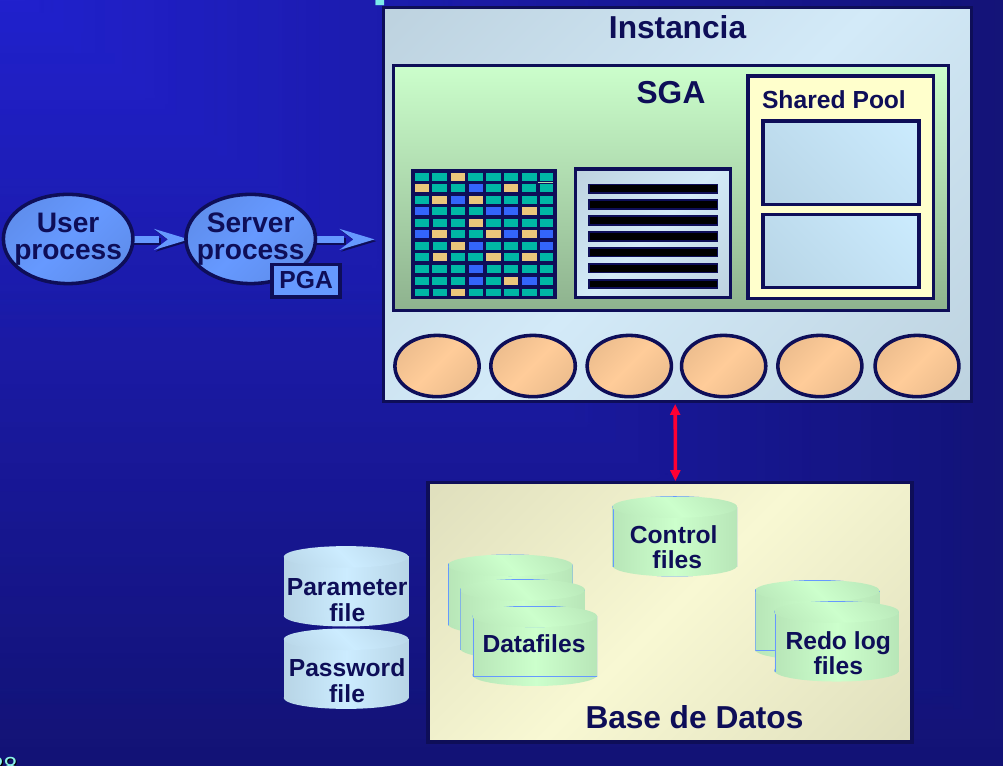 Instancia
SGA
Shared Pool
User
process
Server
process
PGA
Control
files
Parameter
file
Datafiles
Redo log
files
Password
file
Base de Datos